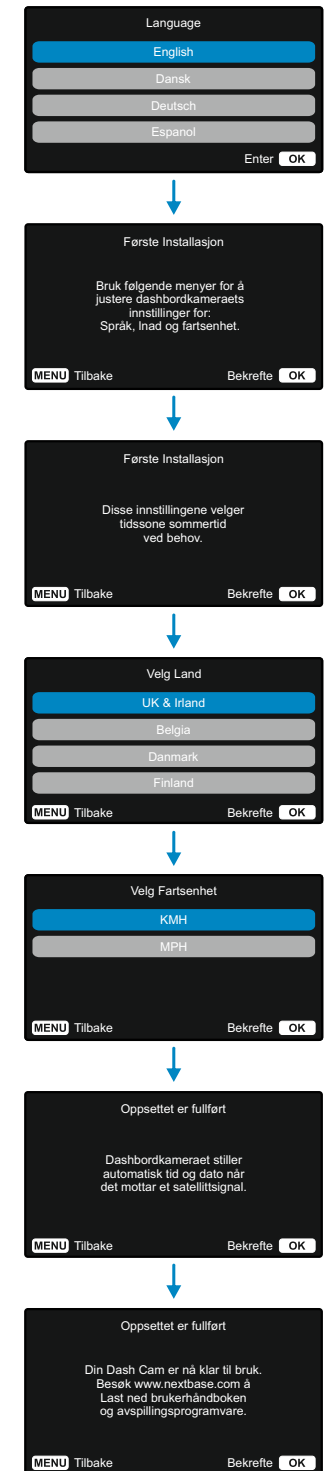 Language
English
Dansk
Deutsch
Espanol
Enter OK
Første Installasjon
Bruk følgende menyer for å
justere dashbordkameraets
innstillinger for:
Språk, lnad og fartsenhet.
MENU Tilbake Bekrefte OK
Første Installasjon
Disse innstillingene velger
tidssone sommertid
ved behov.
MENU Tilbake Bekrefte OK
Velg Land
UK & Irland
Belgia
Danmark
Finland
MENU Tilbake Bekrefte OK
Velg Fartsenhet
KMH
MPH
MENU Tilbake Bekrefte OK
Oppsettet er fullført
Dashbordkameraet stiller
automatisk tid og dato når
det mottar et satellittsignal.
MENU Tilbake Bekrefte OK
Oppsettet er fullført
Din Dash Cam er nå klar til bruk.
Besøk www.nextbase.com å
Last ned brukerhåndboken
og avspillingsprogramvare.
MENU Tilbake Bekrefte OK